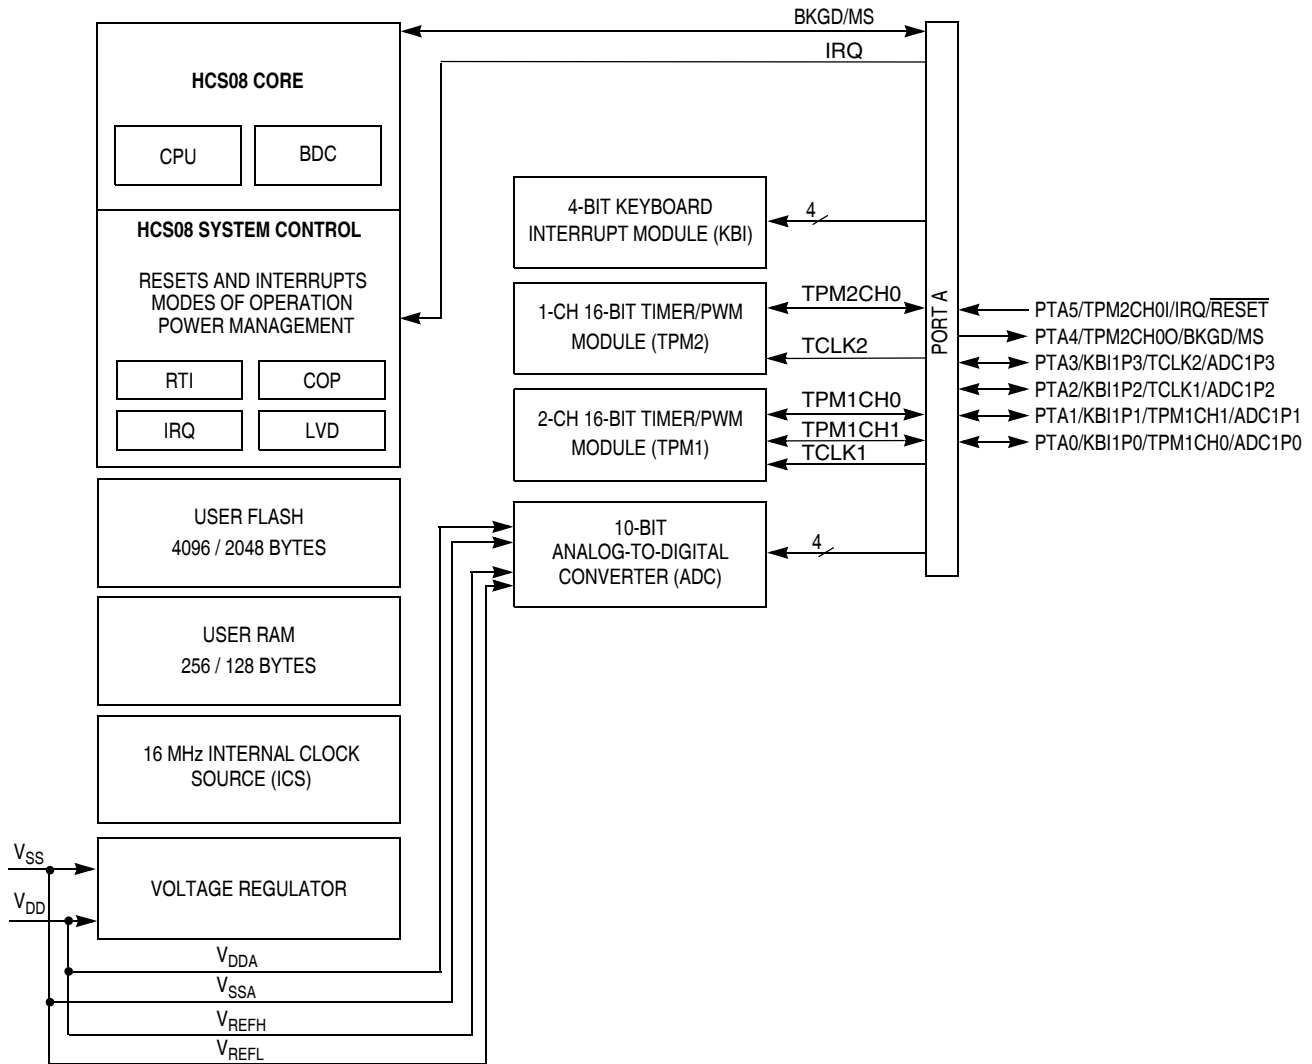 BKGD/MS
IRQ
HCS08 CORE
CPU
BDC
HCS08 SYSTEM CONTROL
RESETS AND INTERRUPTS
MODES OF OPERATION
POWER MANAGEMENT
RTI
COP
IRQ
LVD
USER FLASH
4096 / 2048 BYTES
USER RAM
256 / 128 BYTES
16 MHz INTERNAL CLOCK
SOURCE (ICS)
VOLTAGE REGULATOR
VSS
VDD
VDDA
VSSA
VREFH
VREFL
4-BIT KEYBOARD
INTERRUPT MODULE (KBI)
4
1-CH 16-BIT TIMER/PWM
MODULE (TPM2)
TPM2CH0
TCLK2
2-CH 16-BIT TIMER/PWM
MODULE (TPM1)
TPM1CH0
TPM1CH1
TCLK1
10-BIT
ANALOG-TO-DIGITAL
CONVERTER (ADC)
4
PORT A
PTA5/TPM2CH0I/IRQ/RESET
PTA4/TPM2CH0O/BKGD/MS
PTA3/KBI1P3/TCLK2/ADC1P3
PTA2/KBI1P2/TCLK1/ADC1P2
PTA1/KBI1P1/TPM1CH1/ADC1P1
PTA0/KBI1P0/TPM1CH0/ADC1P0